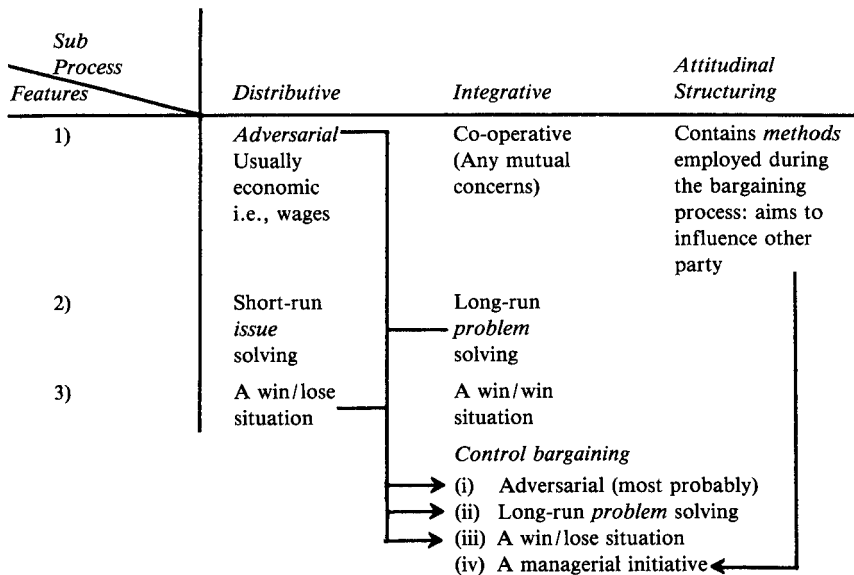 Sub
Process
Features
Distributive
Integrative
Attitudinal
Structuring
1)
Adversarial
Usually
economic
i.e., wages
Co-operative
(Any mutual
concerns)
Contains methods
employed during
the bargaining
process: aims to
influence other
party
2)
Short-run
issue
solving
Long-run
problem
solving
3)
A win/lose
situation
A win/win
situation
Control bargaining
(i) Adversarial (most probably)
(ii) Long-run problem solving
(iii) A win/lose situation
(iv) A managerial initiative